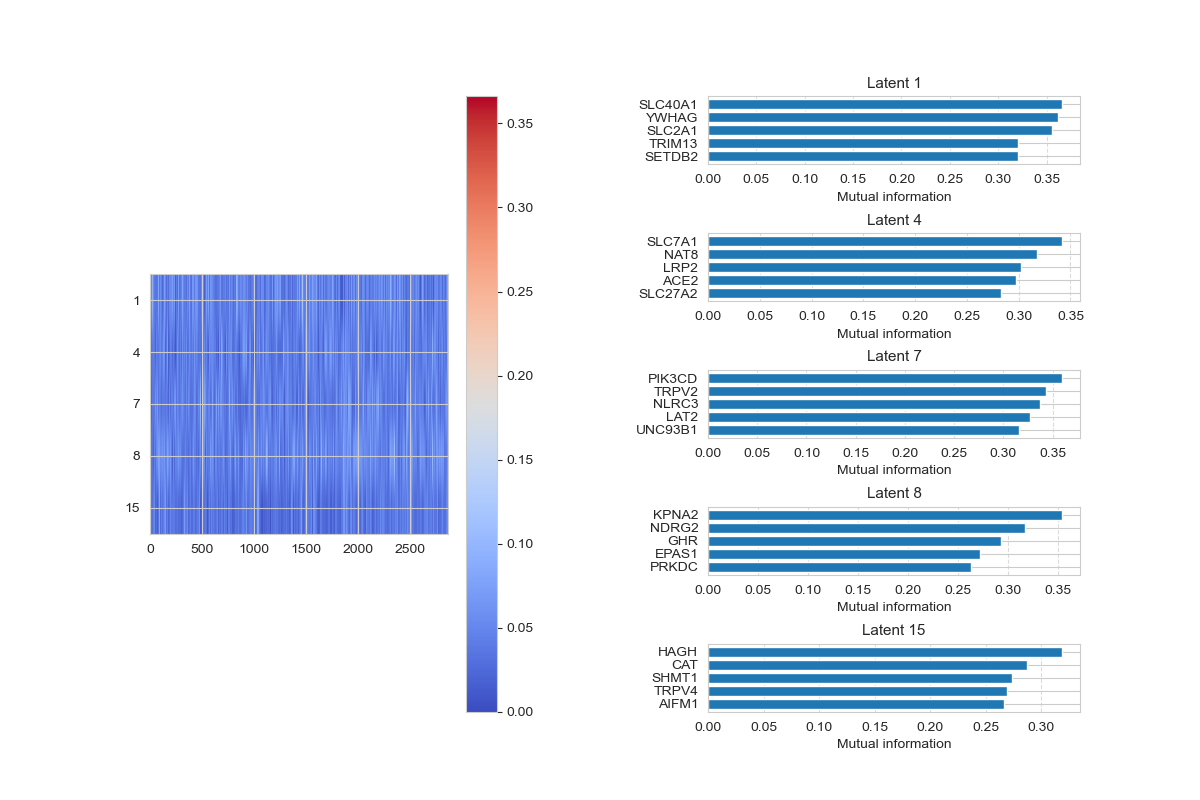 1
4
7
8
15
0 500 1000 1500 2000 2500
0.35
0.30
0.25
0.20
0.15
0.10
0.05
0.00
Latent 1
SLC40A1
YWHAG
SLC2A1
TRIM13
SETDB2
0.00 0.05 0.10 0.15 0.20 0.25 0.30 0.35
Mutual information
Latent 4
SLC7A1
NAT8
LRP2
ACE2
SLC27A2
0.00 0.05 0.10 0.15 0.20 0.25 0.30 0.35
Mutual information
Latent 7
PIK3CD
TRPV2
NLRC3
LAT2
UNC93B1
0.00 0.05 0.10 0.15 0.20 0.25 0.30 0.35
Mutual information
Latent 8
KPNA2
NDRG2
GHR
EPAS1
PRKDC
0.00 0.05 0.10 0.15 0.20 0.25 0.30 0.35
Mutual information
Latent 15
HAGH
CAT
SHMT1
TRPV4
AIFM1
0.00 0.05 0.10 0.15 0.20 0.25 0.30
Mutual information